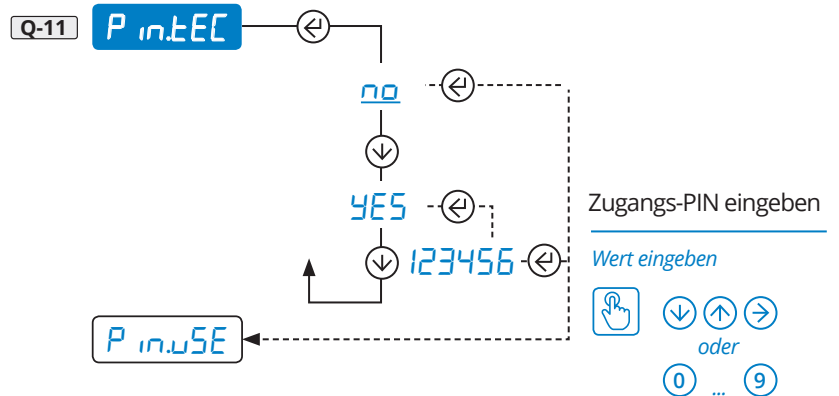 Q-11 P in.tEC
no
YES
Zugangs-PIN eingeben
123456
Wert eingeben
oder
P in.uSE
0 ... 9